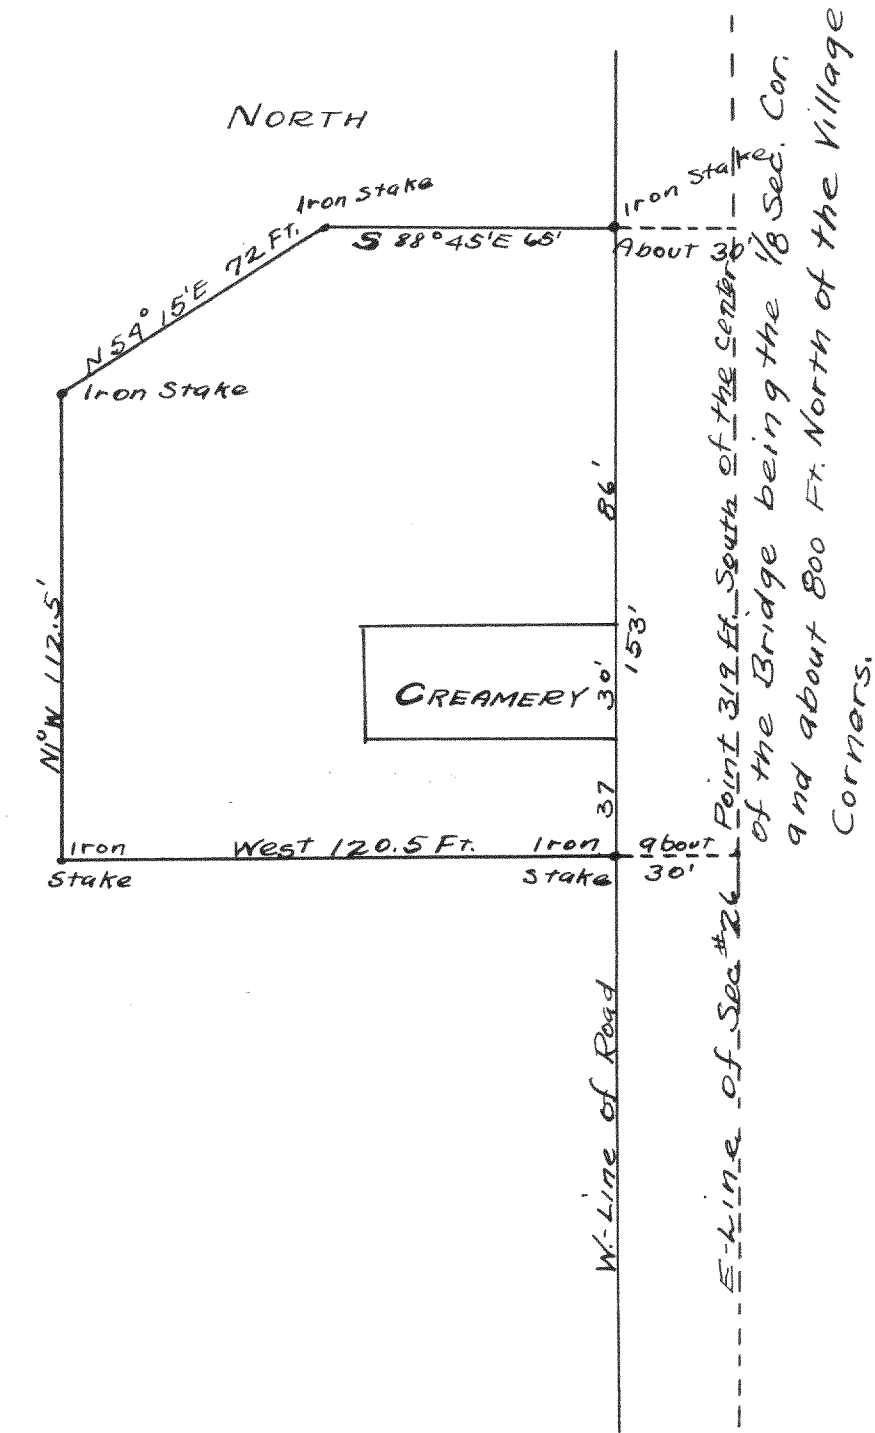 NORTH
Iron Stake
Iron Stake
N 54° 15'E 72 Ft.
S 88° 45'E 65'
About 30'
Iron Stake
86'
N1°W 112.5'
153'
CREAMERY
30'
37
Iron Stake
West 120.5 Ft.
Iron Stake
about 30'
W.-Line of Road
E-Line of Sec #26
Point 319 ft. South of the center
of the Bridge being the 1/8 Sec. Cor.
and about 800 Ft. North of the Village
Corners.